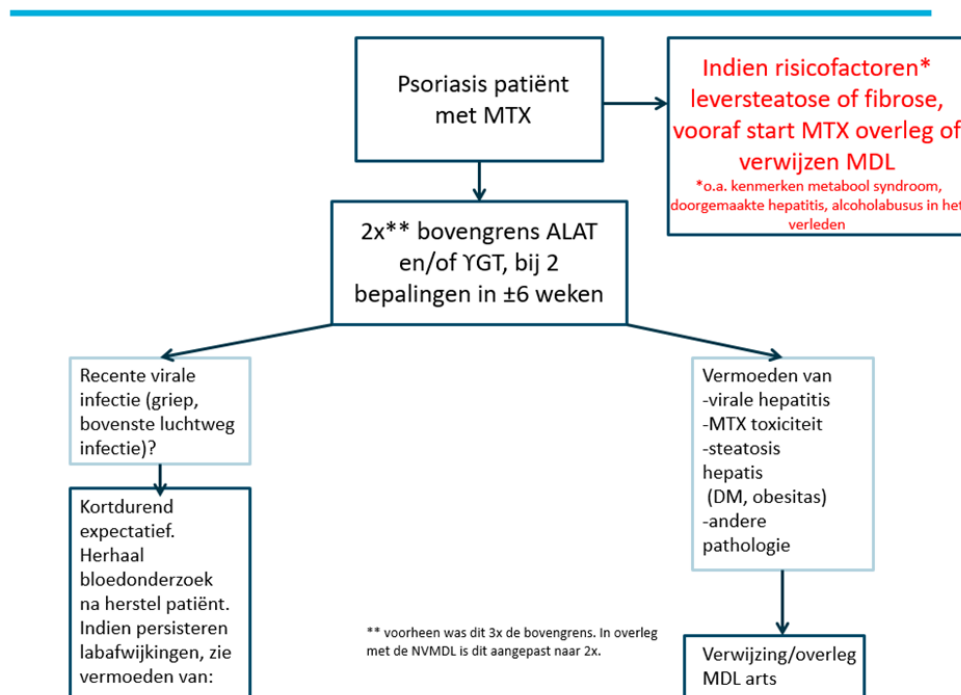 Psoriasis patiënt
met MTX
Indien risicofactoren*
leversteatose of fibrose,
vooraf start MTX overleg of
verwijzen MDL
*o.a. kenmerken metabool syndroom,
doorgemaakte hepatitis, alcoholabusus in het
verleden
2x** bovengrens ALAT
en/of ϒGT, bij 2
bepalingen in ±6 weken
Recente virale
infectie (griep,
bovenste luchtweg
infectie)?
Kortdurend
expectatief.
Herhaal
bloedonderzoek
na herstel patiënt.
Indien persisteren
labafwijkingen, zie
vermoeden van:
Vermoeden van
-virale hepatitis
-MTX toxiciteit
-steatosis
hepatis
(DM, obesitas)
-andere
pathologie
Verwijzing/overleg
MDL arts
** voorheen was dit 3x de bovengrens. In overleg
met de NVMDL is dit aangepast naar 2x.